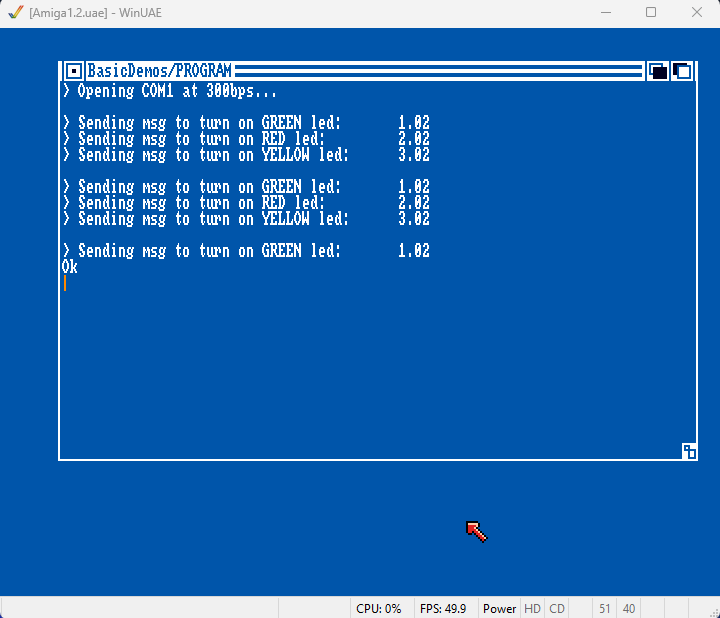 [Amiga1.2.uae] - WinUAE
BasicDemos/PROGRAM
> Opening COM1 at 300bps...
> Sending msg to turn on GREEN led: 1.02
> Sending msg to turn on RED led: 2.02
> Sending msg to turn on YELLOW led: 3.02
> Sending msg to turn on GREEN led: 1.02
> Sending msg to turn on RED led: 2.02
> Sending msg to turn on YELLOW led: 3.02
> Sending msg to turn on GREEN led: 1.02
Ok
CPU: 0% FPS: 49.9 Power HD CD 51 40